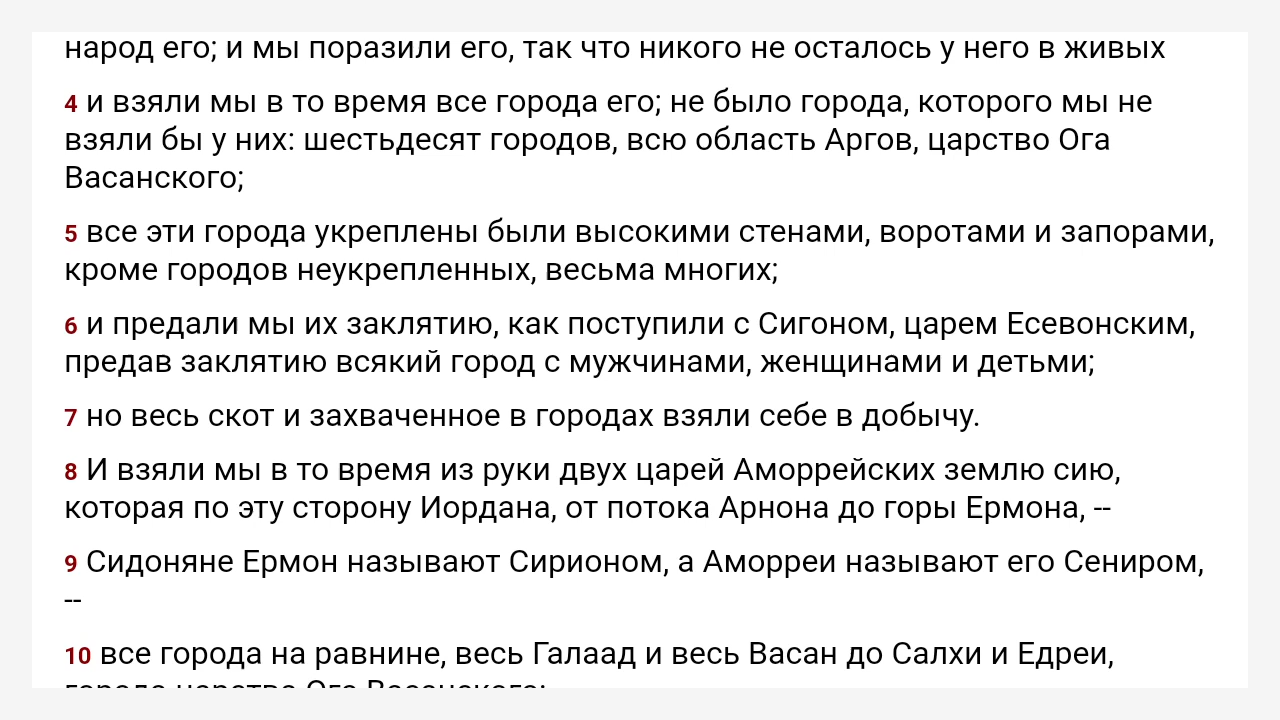 народ его; и мы поразили его, так что никого не осталось у него в живых
4 и взяли мы в то время все города его; не было города, которого мы не
взяли бы у них: шестьдесят городов, всю область Аргов, царство Ога
Васанского;
5 все эти города укреплены были высокими стенами, воротами и запорами,
кроме городов неукрепленных, весьма многих;
6 и предали мы их заклятию, как поступили с Сигоном, царем Есевонским,
предав заклятию всякий город с мужчинами, женщинами и детьми;
7 но весь скот и захваченное в городах взяли себе в добычу.
8 И взяли мы в то время из руки двух царей Аморрейских землю сию,
которая по эту сторону Иордана, от потока Арнона до горы Ермона, --
9 Сидоняне Ермон называют Сирионом, а Аморреи называют его Сениром,
--
10 все города на равнине, весь Галаад и весь Васан до Салхи и Едреи,
города царства Ога Васанского;